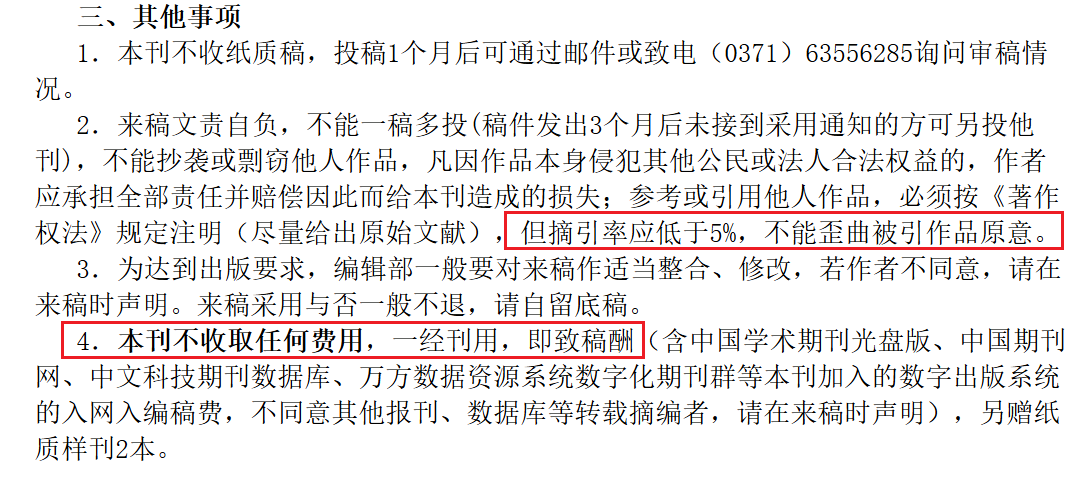 三、其他事项
1．本刊不收纸质稿，投稿1个月后可通过邮件或致电（0371）63556285询问审稿情
况。
2．来稿文责自负，不能一稿多投(稿件发出3个月后未接到采用通知的方可另投他
刊)，不能抄袭或剽窃他人作品，凡因作品本身侵犯其他公民或法人合法权益的，作者
应承担全部责任并赔偿因此而给本刊造成的损失；参考或引用他人作品，必须按《著作
权法》规定注明（尽量给出原始文献），但摘引率应低于5%，不能歪曲被引作品原意。
3．为达到出版要求，编辑部一般要对来稿作适当整合、修改，若作者不同意，请在
来稿时声明。来稿采用与否一般不退，请自留底稿。
4．本刊不收取任何费用，一经刊用，即致稿酬（含中国学术期刊光盘版、中国期刊
网、中文科技期刊数据库、万方数据资源系统数字化期刊群等本刊加入的数字出版系统
的入网入编稿费，不同意其他报刊、数据库等转载摘编者，请在来稿时声明），另赠纸
质样刊2本。